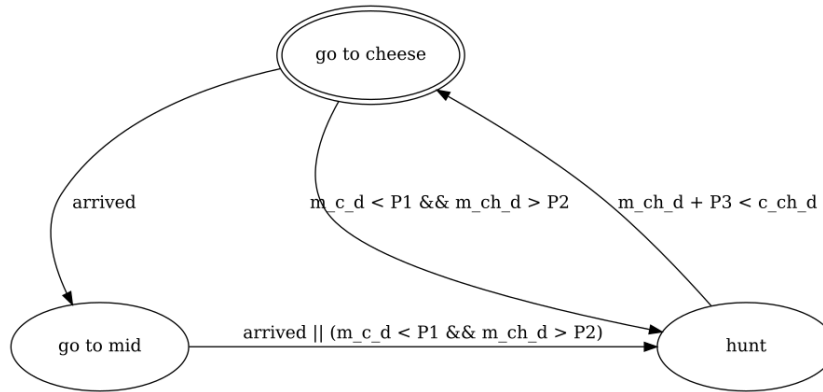 go to cheese
arrived
m_c_d < P1 && m_ch_d > P2
m_ch_d + P3 < c_ch_d
go to mid
arrived || (m_c_d < P1 && m_ch_d > P2)
hunt